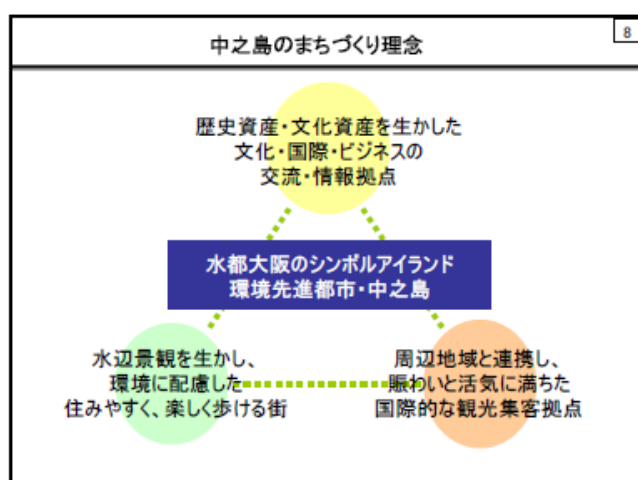 中之島のまちづくり理念
8
歴史資産・文化資産を生かした
文化・国際・ビジネスの
交流・情報拠点
水都大阪のシンボルアイランド
環境先進都市・中之島
水辺景観を生かし、
環境に配慮した
住みやすく、楽しく歩ける街
周辺地域と連携し、
賑わいと活気に満ちた
国際的な観光集客拠点